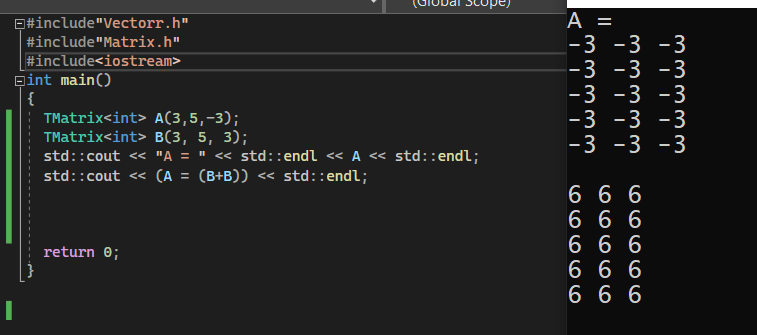 (Global Scope)
#include"Vectorr.h"
#include"Matrix.h"
#include<iostream>
int main()
{
TMatrix<int> A(3,5,-3);
TMatrix<int> B(3, 5, 3);
std::cout << "A = " << std::endl << A << std::endl;
std::cout << (A = (B+B)) << std::endl;
return 0;
}
A =
-3 -3 -3
-3 -3 -3
-3 -3 -3
-3 -3 -3
-3 -3 -3
6 6 6
6 6 6
6 6 6
6 6 6
6 6 6